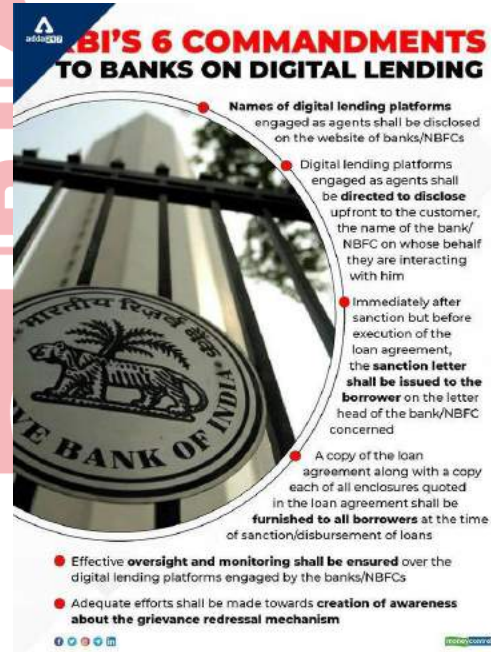 adda247
RBI'S 6 COMMANDMENTS
TO BANKS ON DIGITAL LENDING
Names of digital lending platforms
engaged as agents shall be disclosed
on the website of banks/NBFCs
Digital lending platforms
engaged as agents shall
be directed to disclose
upfront to the customer,
the name of the bank/
NBFC on whose behalf
they are interacting
with him
Immediately after
sanction but before
execution of the
loan agreement,
the sanction letter
shall be issued to the
borrower on the letter
head of the bank/NBFC
concerned
भारतीय रिज़र्व बैंक
VE BANK OF INDIA
A copy of the loan
agreement along with a copy
each of all enclosures quoted
in the loan agreement shall be
furnished to all borrowers at the time
of sanction/disbursement of loans
Effective oversight and monitoring shall be ensured over the
digital lending platforms engaged by the banks/NBFCs
Adequate efforts shall be made towards creation of awareness
about the grievance redressal mechanism
moneycontrol